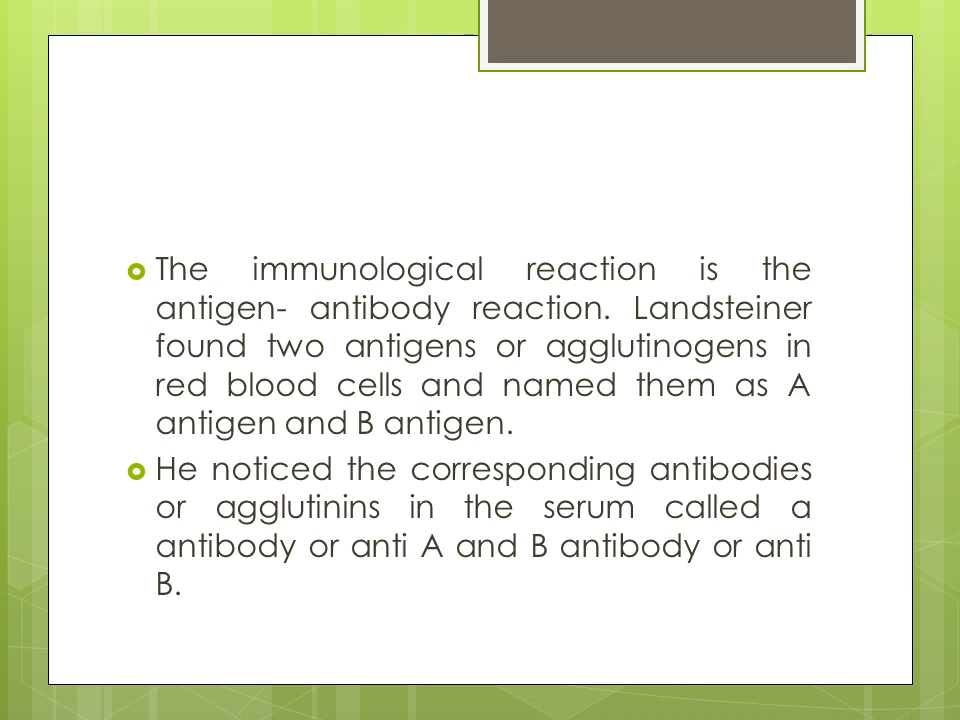 The immunological reaction is the
antigen- antibody reaction. Landsteiner
found two antigens or agglutinogens in
red blood cells and named them as A
antigen and B antigen.
He noticed the corresponding antibodies
or agglutinins in the serum called a
antibody or anti A and B antibody or anti
B.